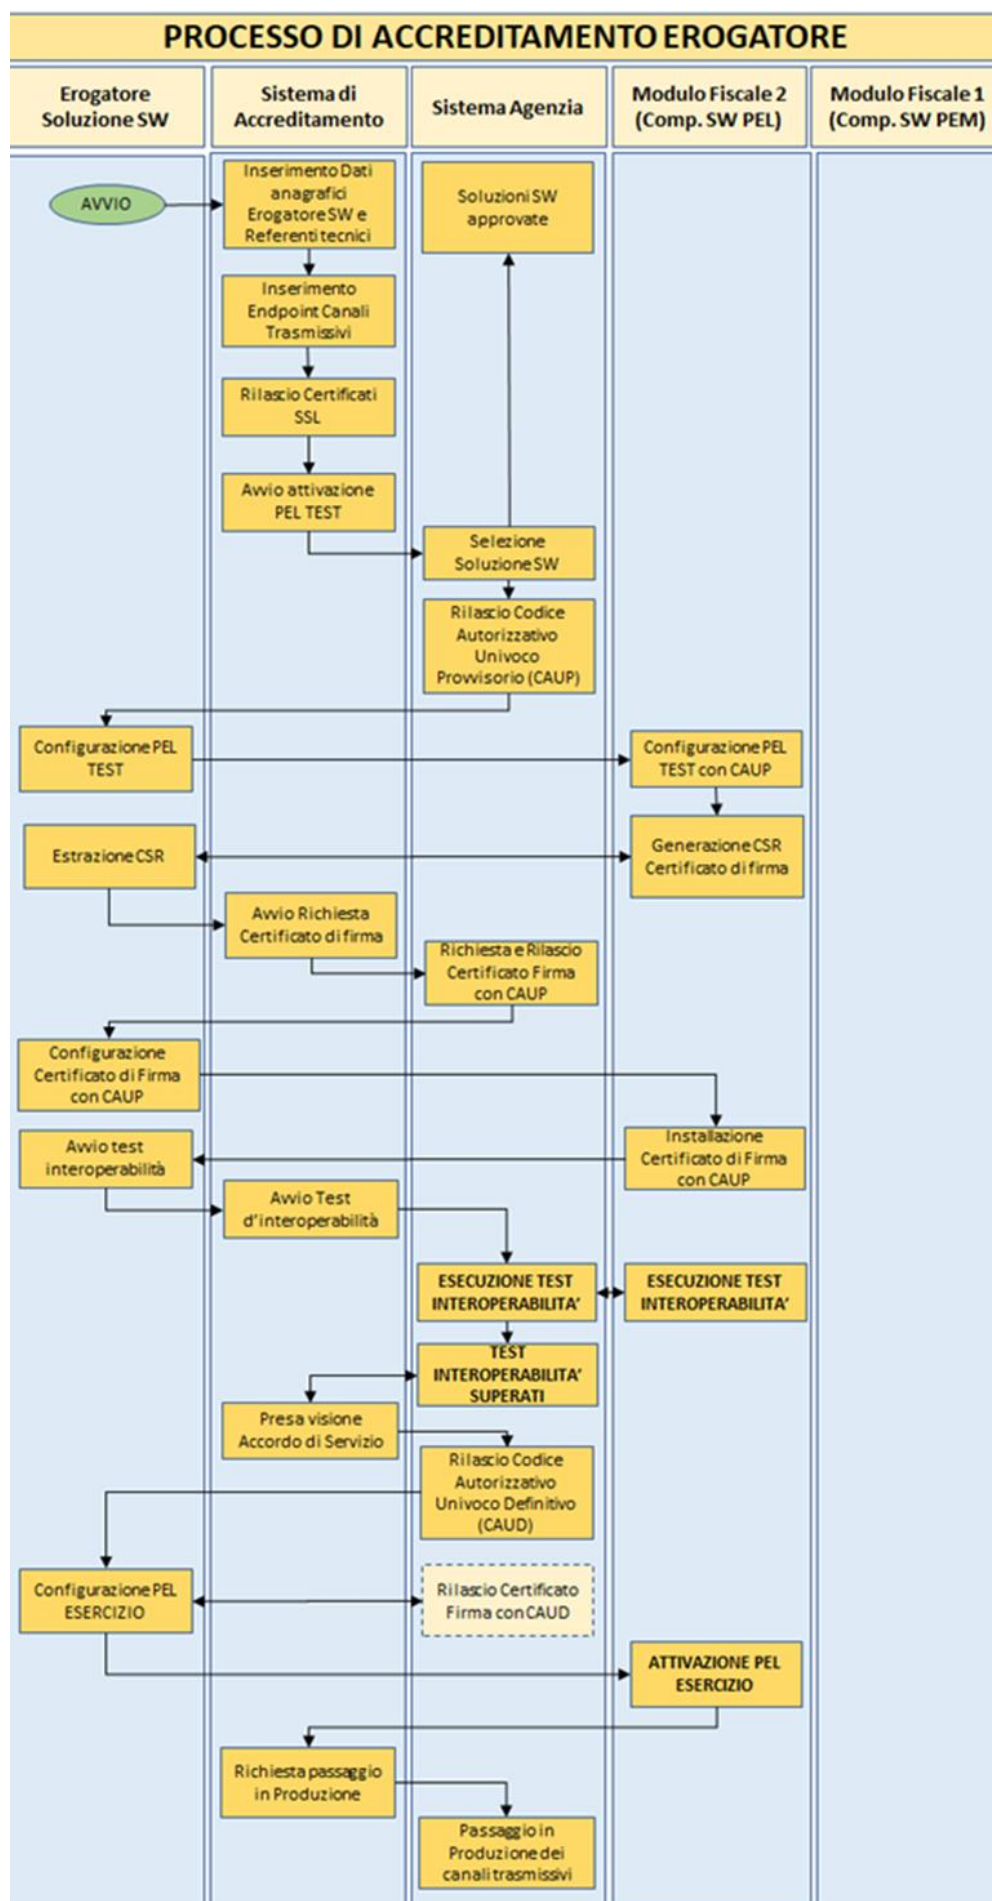 PROCESSO DI ACCREDITAMENTO EROGATORE
Erogatore
Soluzione SW
Sistema di
Accreditamento
Sistema Agenzia
Modulo Fiscale 2
(Comp. SW PEL)
Modulo Fiscale 1
(Comp. SW PEM)
AVVIO
Inserimento Dati
anagrafici
Erogatore SW e
Referenti tecnici
Soluzioni SW
approvate
Inserimento
Endpoint Canali
Trasmissivi
Rilascio Certificati
SSL
Avvio attivazione
PEL TEST
Selezione
Soluzione SW
Rilascio Codice
Autorizzativo
Univoco
Provvisorio (CAUP)
Configurazione PEL
TEST
Configurazione PEL
TEST con CAUP
Estrazione CSR
Generazione CSR
Certificato di firma
Avvio Richiesta
Certificato di firma
Richiesta e Rilascio
Certificato Firma
con CAUP
Configurazione
Certificato di Firma
con CAUP
Avvio test
interoperabilità
Installazione
Certificato di Firma
con CAUP
Avvio Test
d'interoperabilità
ESECUZIONE TEST
INTEROPERABILITA'
ESECUZIONE TEST
INTEROPERABILITA'
TEST
INTEROPERABILITA'
SUPERATI
Presa visione
Accordo di Servizio
Rilascio Codice
Autorizzativo
Univoco Definitivo
(CAUD)
Configurazione PEL
ESERCIZIO
Rilascio Certificato
Firma con CAUD
ATTIVAZIONE PEL
ESERCIZIO
Richiesta passaggio
in Produzione
Passaggio in
Produzione dei
canali trasmissivi